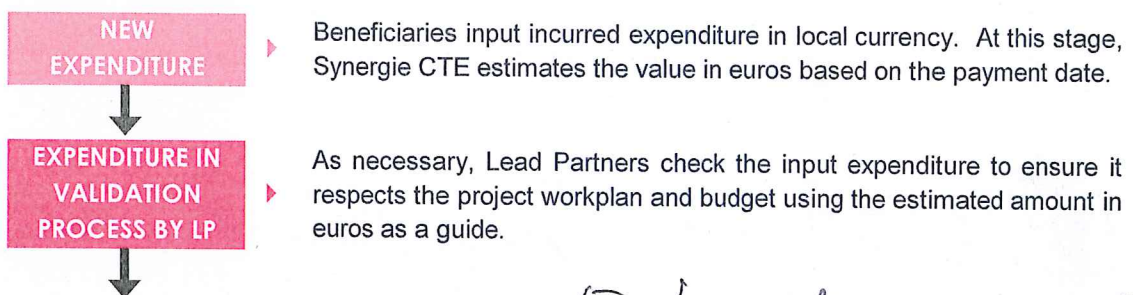 NEW
EXPENDITURE
Beneficiaries input incurred expenditure in local currency. At this stage,
Synergie CTE estimates the value in euros based on the payment date.
EXPENDITURE IN
VALIDATION
PROCESS BY LP
As necessary, Lead Partners check the input expenditure to ensure it
respects the project workplan and budget using the estimated amount in
euros as a guide.